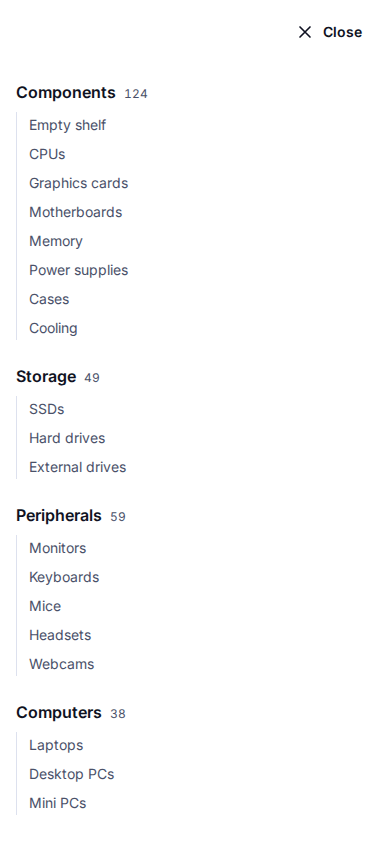 Close
Components 124
Empty shelf
CPUs
Graphics cards
Motherboards
Memory
Power supplies
Cases
Cooling
Storage 49
SSDs
Hard drives
External drives
Peripherals 59
Monitors
Keyboards
Mice
Headsets
Webcams
Computers 38
Laptops
Desktop PCs
Mini PCs